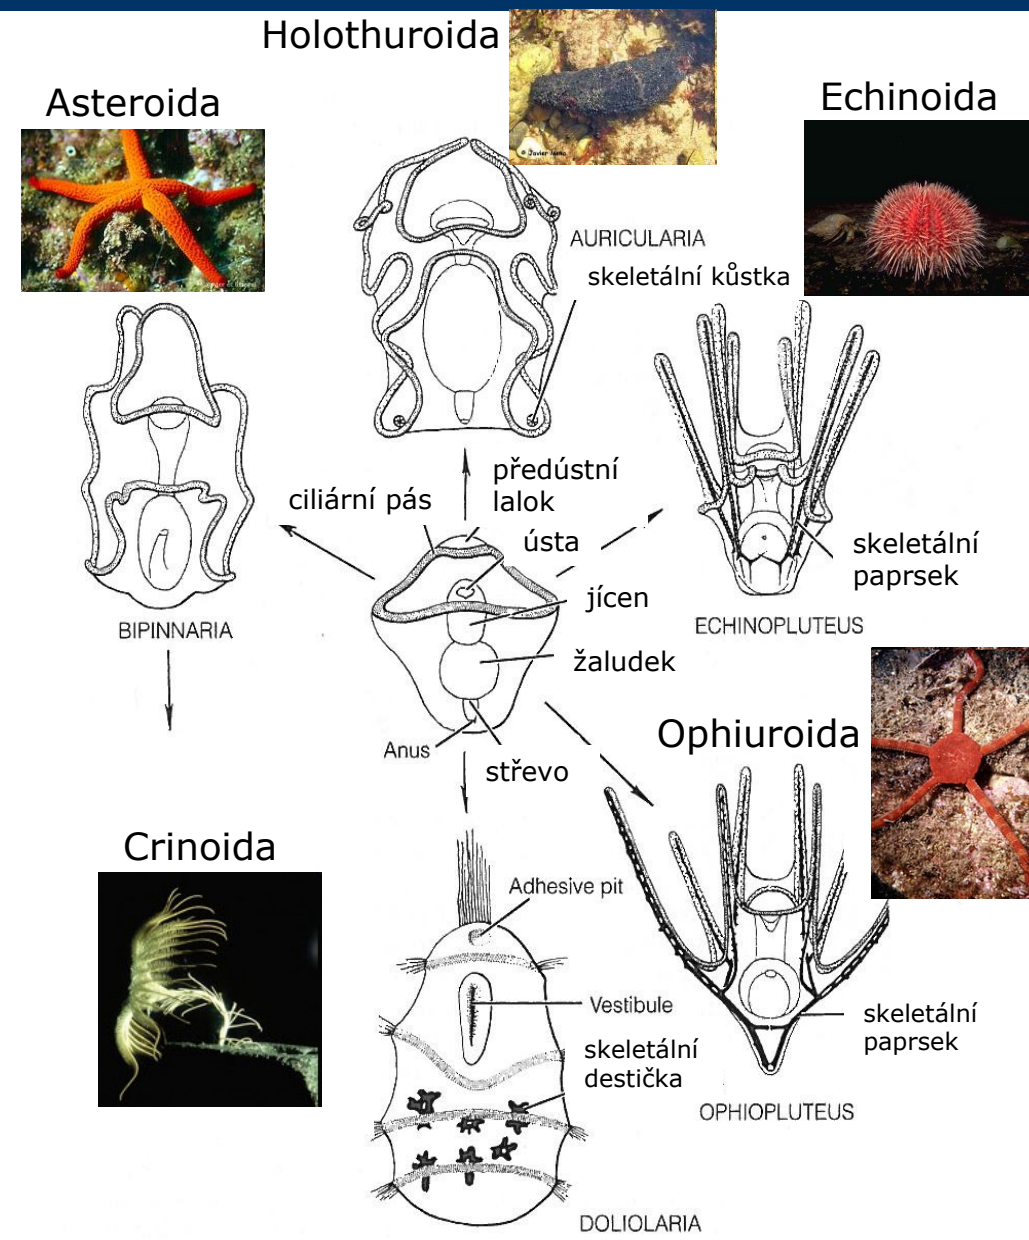 Holothuroida
Asteroida
Echinoida
AURICULARIA
skeletální kůstka
předústní
lalok
ciliární pás
ústa
skeletální
paprsek
jícen
BIPINNARIA
ECHINOPLUTEUS
žaludek
Ophiuroida
Anus
střevo
Crinoida
Adhesive pit
Vestibule
skeletální
paprsek
skeletální
destička
OPHIOPLUTEUS
DOLIOLARIA